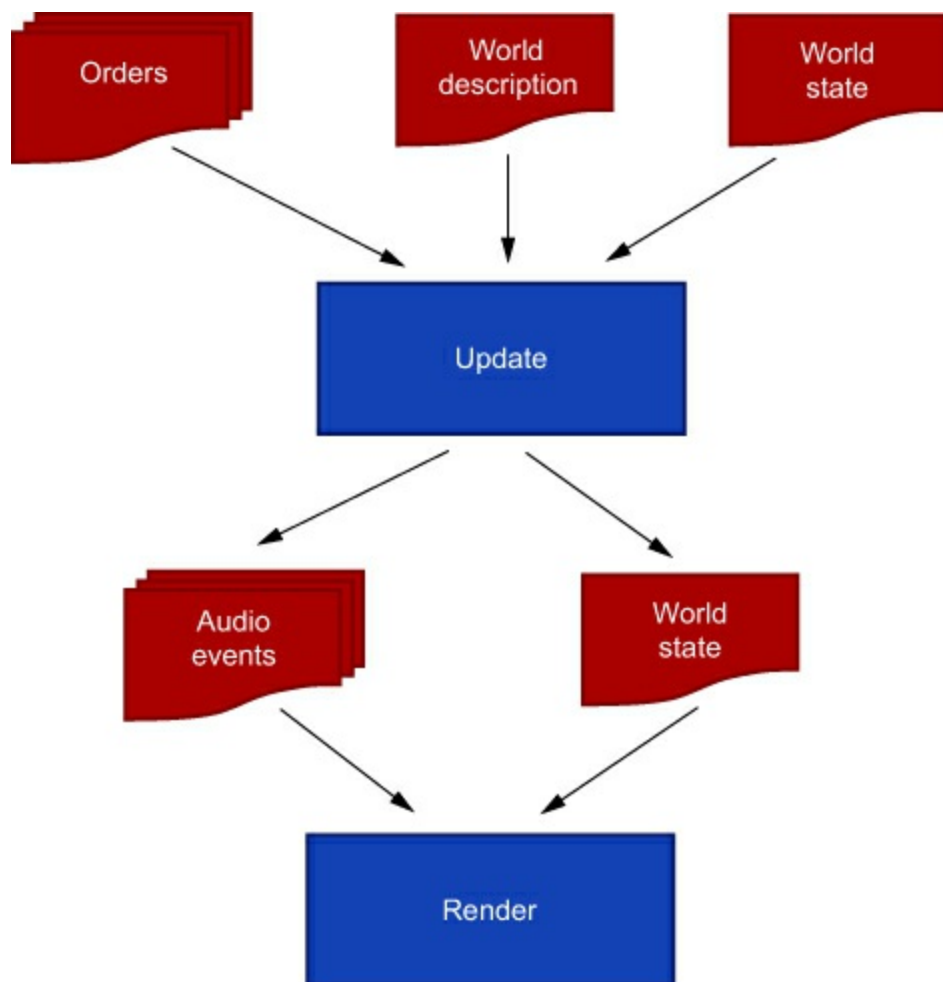 Orders
World
description
World
state
Update
Audio
events
World
state
Render